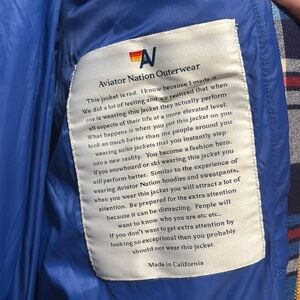 AV
Aviator Nation Outerwear
This jacket is rad. I know because I made it
We did a lot of testing and we realized that when
one is wearing this jacket they actually perform
all aspects of their life at a more elevated level.
What happens is when you put this jacket on you
look so much better than the people around you
wearing solo jackets that you instantly step
into a new reality. You become a fashion hero.
If you snowboard or ski wearing this jacket you
will perform better. Similar to the experience of
wearing Aviator Nation hoodies and sweatpants,
when you wear this jacket you will attract a lot of
attention. Be prepared for the extra attention
because it can be distracting. People will
want to know who you are etc etc..
If you don't want to get extra attention by
looking so exceptional then you probably
should not wear this jacket.
Made in California